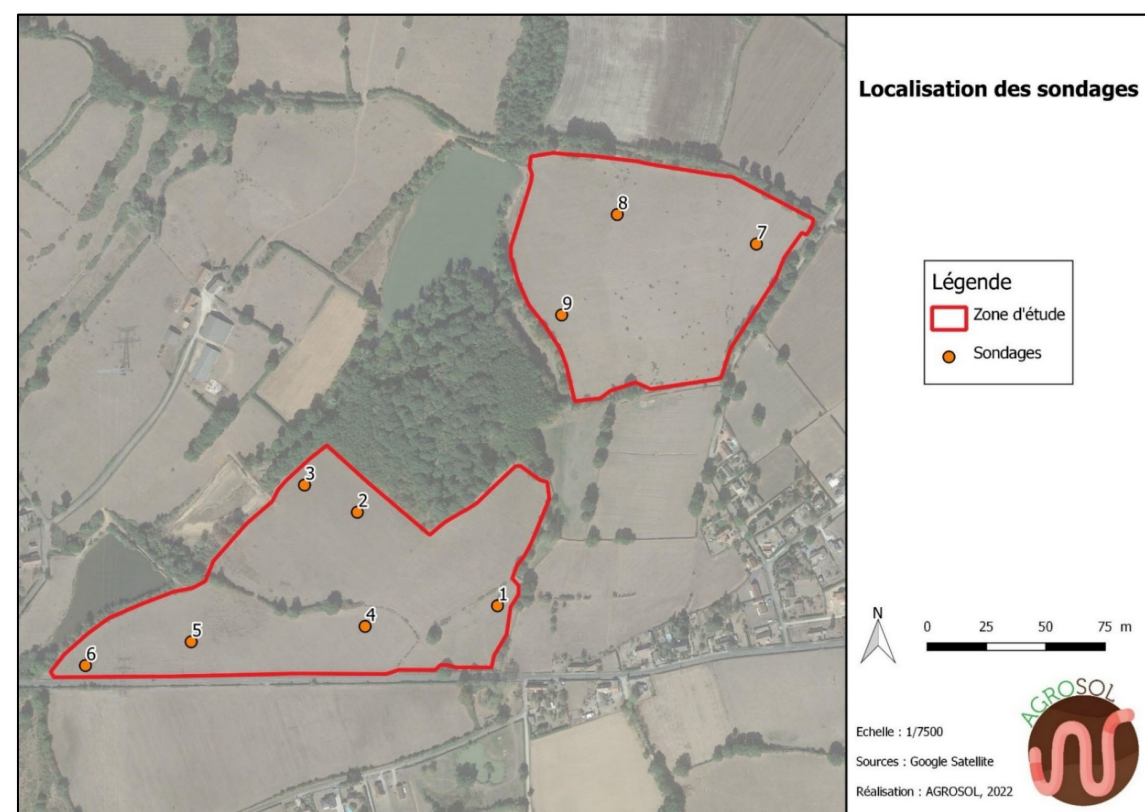 Localisation des sondages
8
7
9
Légende
Zone d'étude
Sondages
3
2
1
4
5
6
N
0 25 50 75 m
AGROSOL
Echelle : 1/7500
Sources : Google Satellite
Réalisation : AGROSOL, 2022